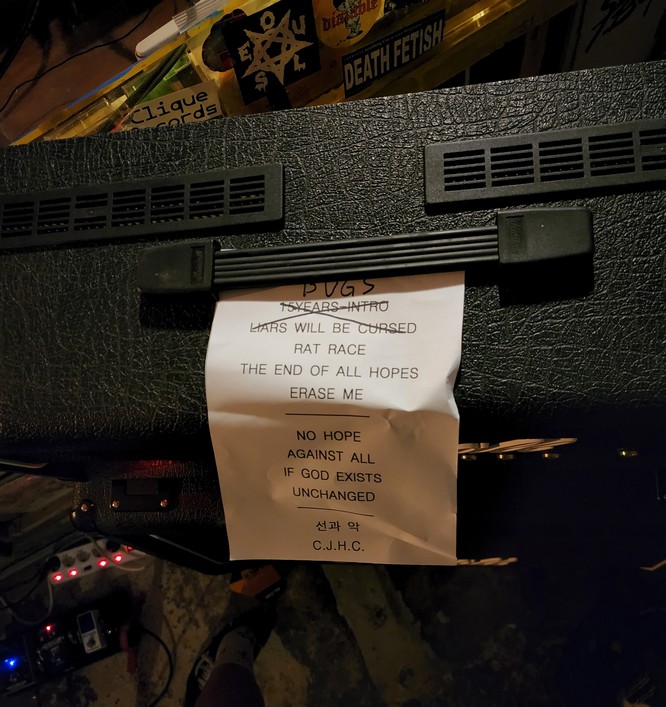 DEATH FETISH
Clique
BUGS
15YEARS-INTRO
LIARS WILL BE CURSED
RAT RACE
THE END OF ALL HOPES
ERASE ME
NO HOPE
AGAINST ALL
IF GOD EXISTS
UNCHANGED
선과 악
C.J.H.C.